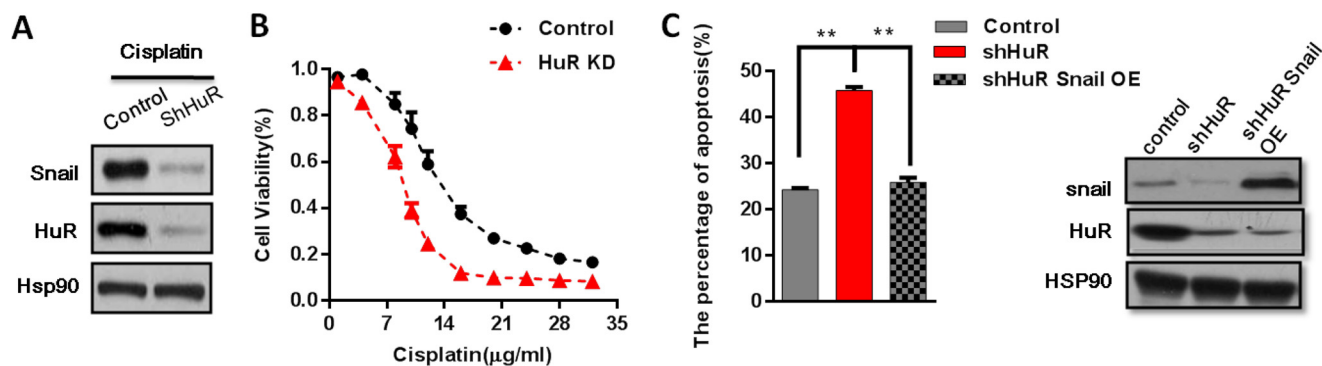 A
Cisplatin
Control
ShHuR
Snail
HuR
Hsp90
B
Control
HuR KD
Cell Viability(%)
1.0
0.8
0.6
0.4
0.2
0.0
0
7
14
21
28
35
Cisplatin(μg/ml)
C
Control
shHuR
shHuR Snail OE
**
**
The percentage of apoptosis(%)
50
40
30
20
10
0
control
shHuR
shHuR Snail
OE
snail
HuR
HSP90